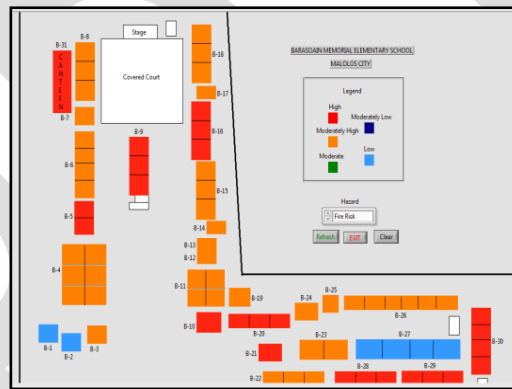 BARASOAIN MEMORIAL ELEMENTARY SCHOOL
MALOLOS CITY
Legend
High
Moderately Low
Moderately High
Low
Moderate
Hazard
Fire Risk
Refresh
EXIT
Clear
Stage
Covered Court
B-31
CANTEEN
B-8
B-7
B-6
B-5
B-4
B-1
B-2
B-3
B-9
B-18
B-17
B-16
B-15
B-14
B-13
B-12
B-11
B-10
B-19
B-20
B-21
B-22
B-23
B-24
B-25
B-26
B-27
B-28
B-29
B-30